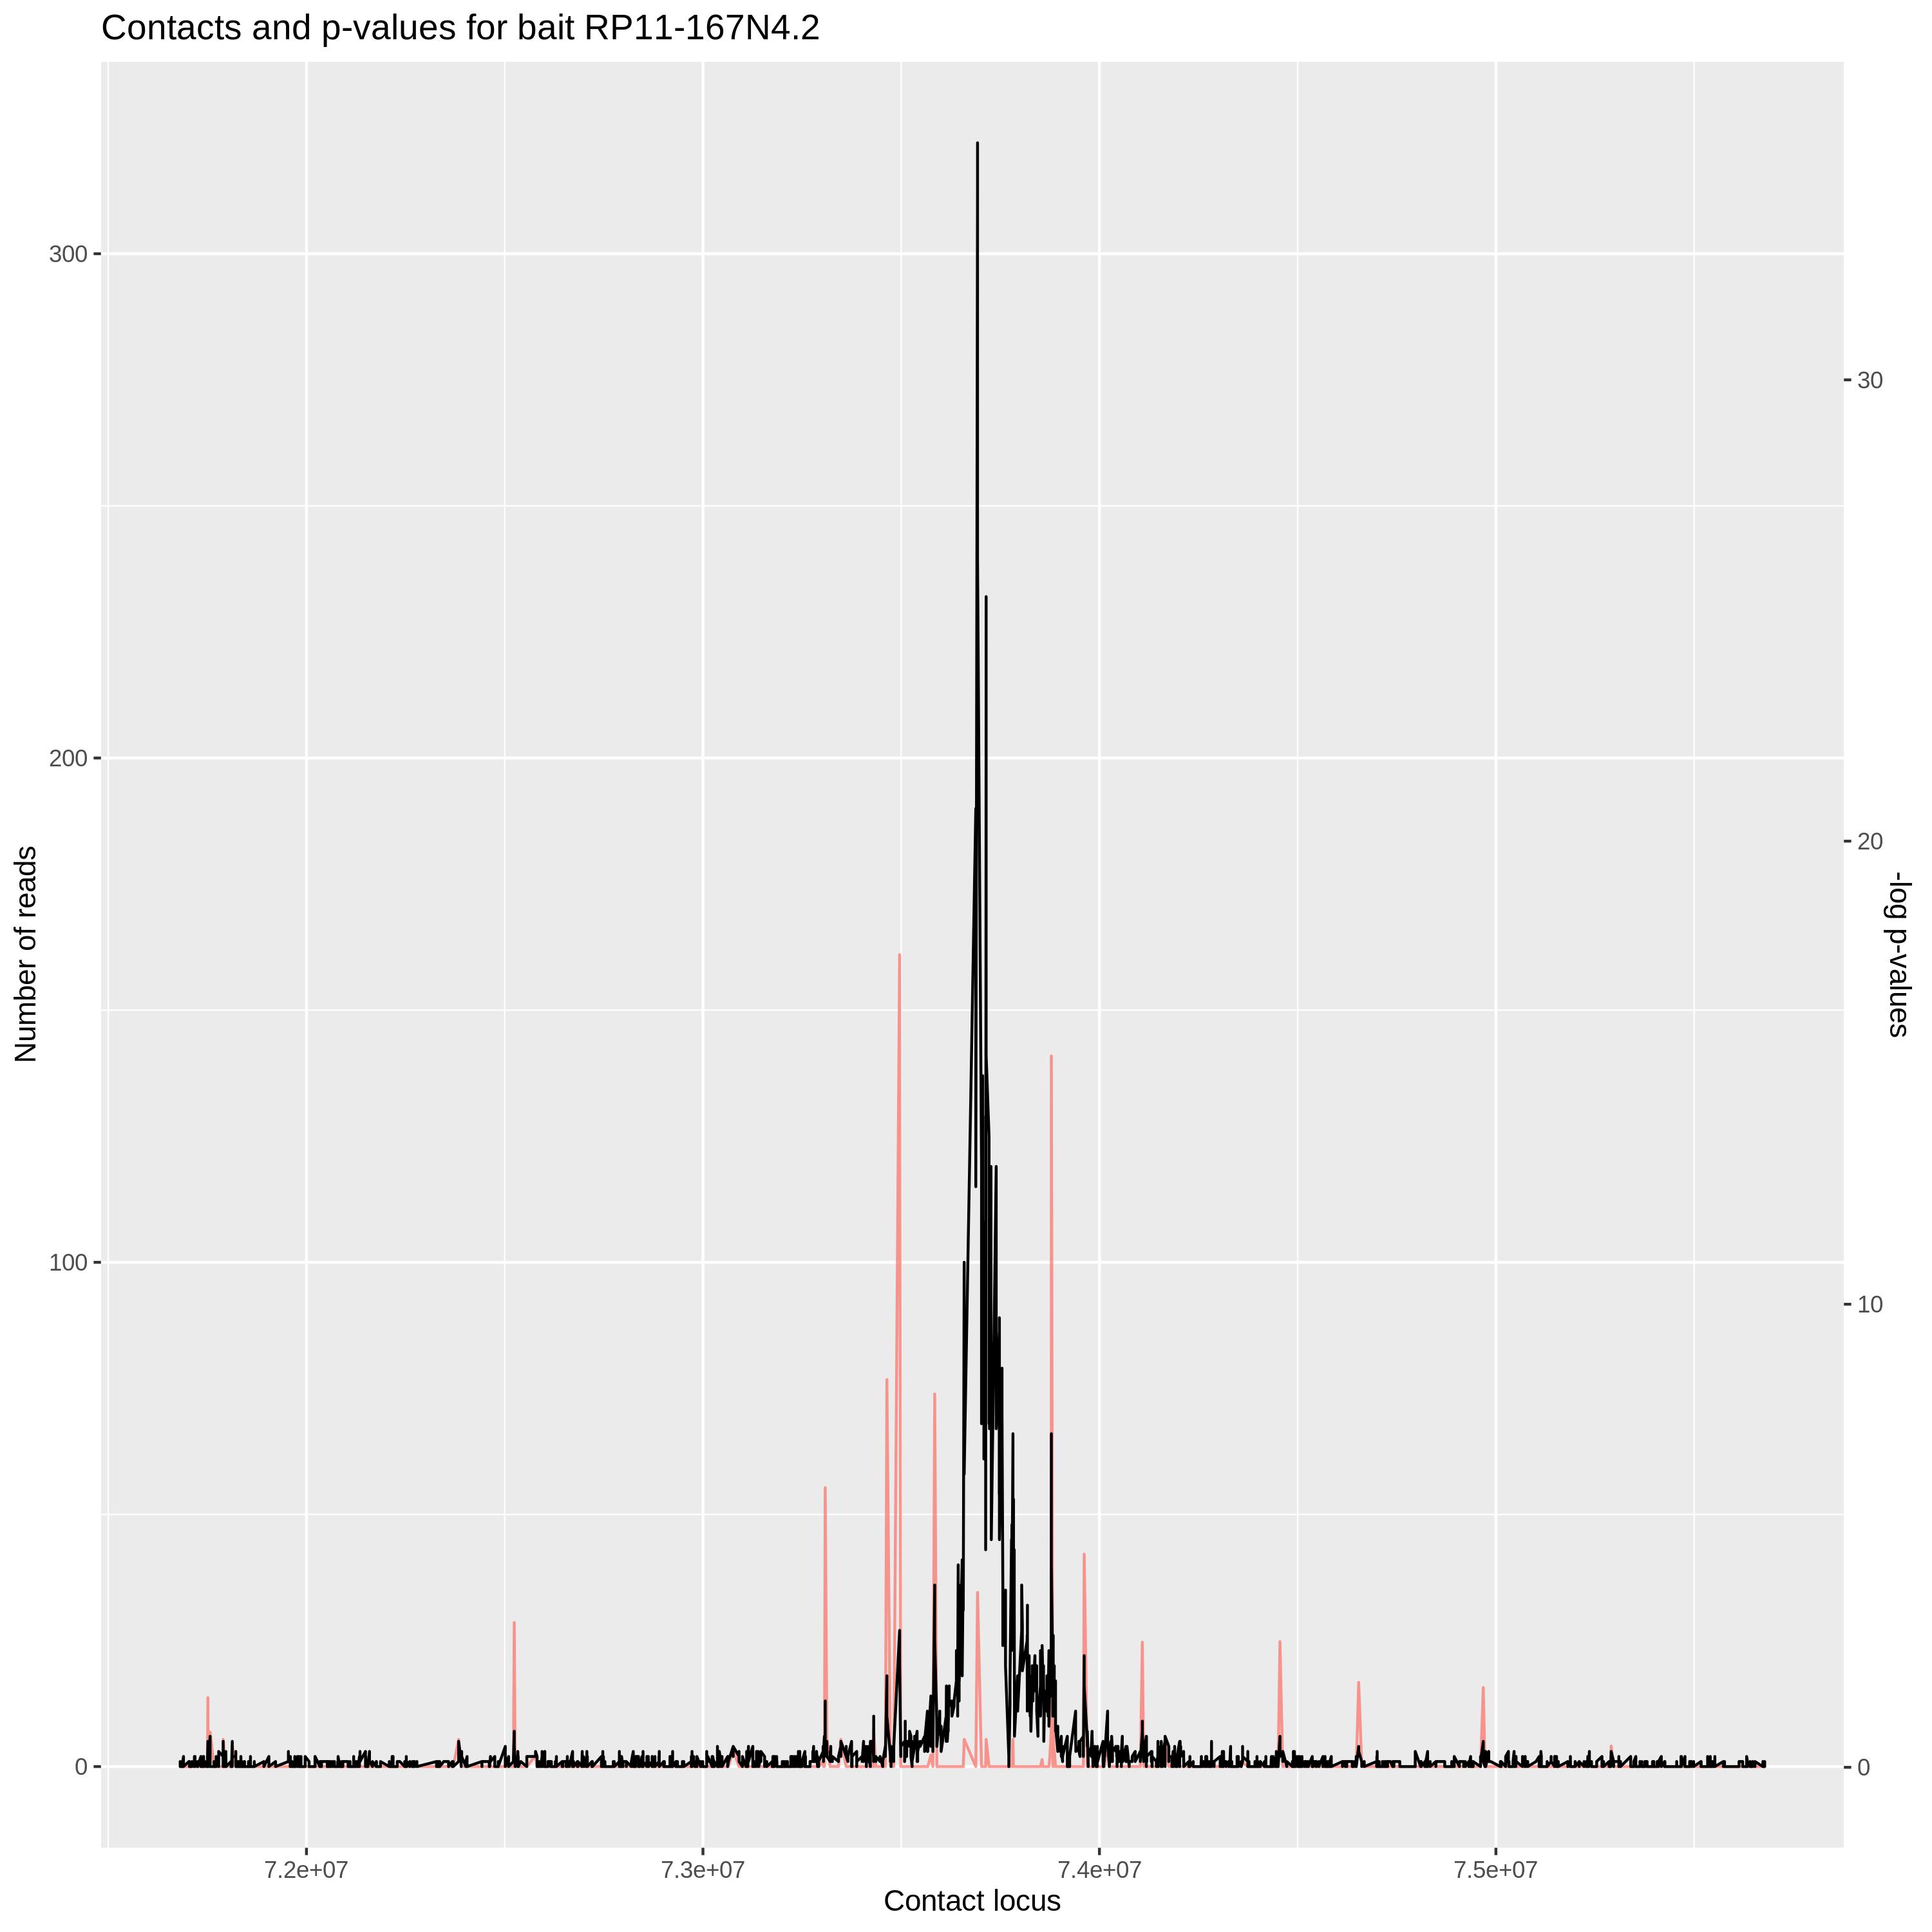 Contacts and p-values for bait RP11-167N4.2
300
200
100
0
30
20
10
0
Number of reads
-log p-values
7.2e+07
7.3e+07
7.4e+07
7.5e+07
Contact locus